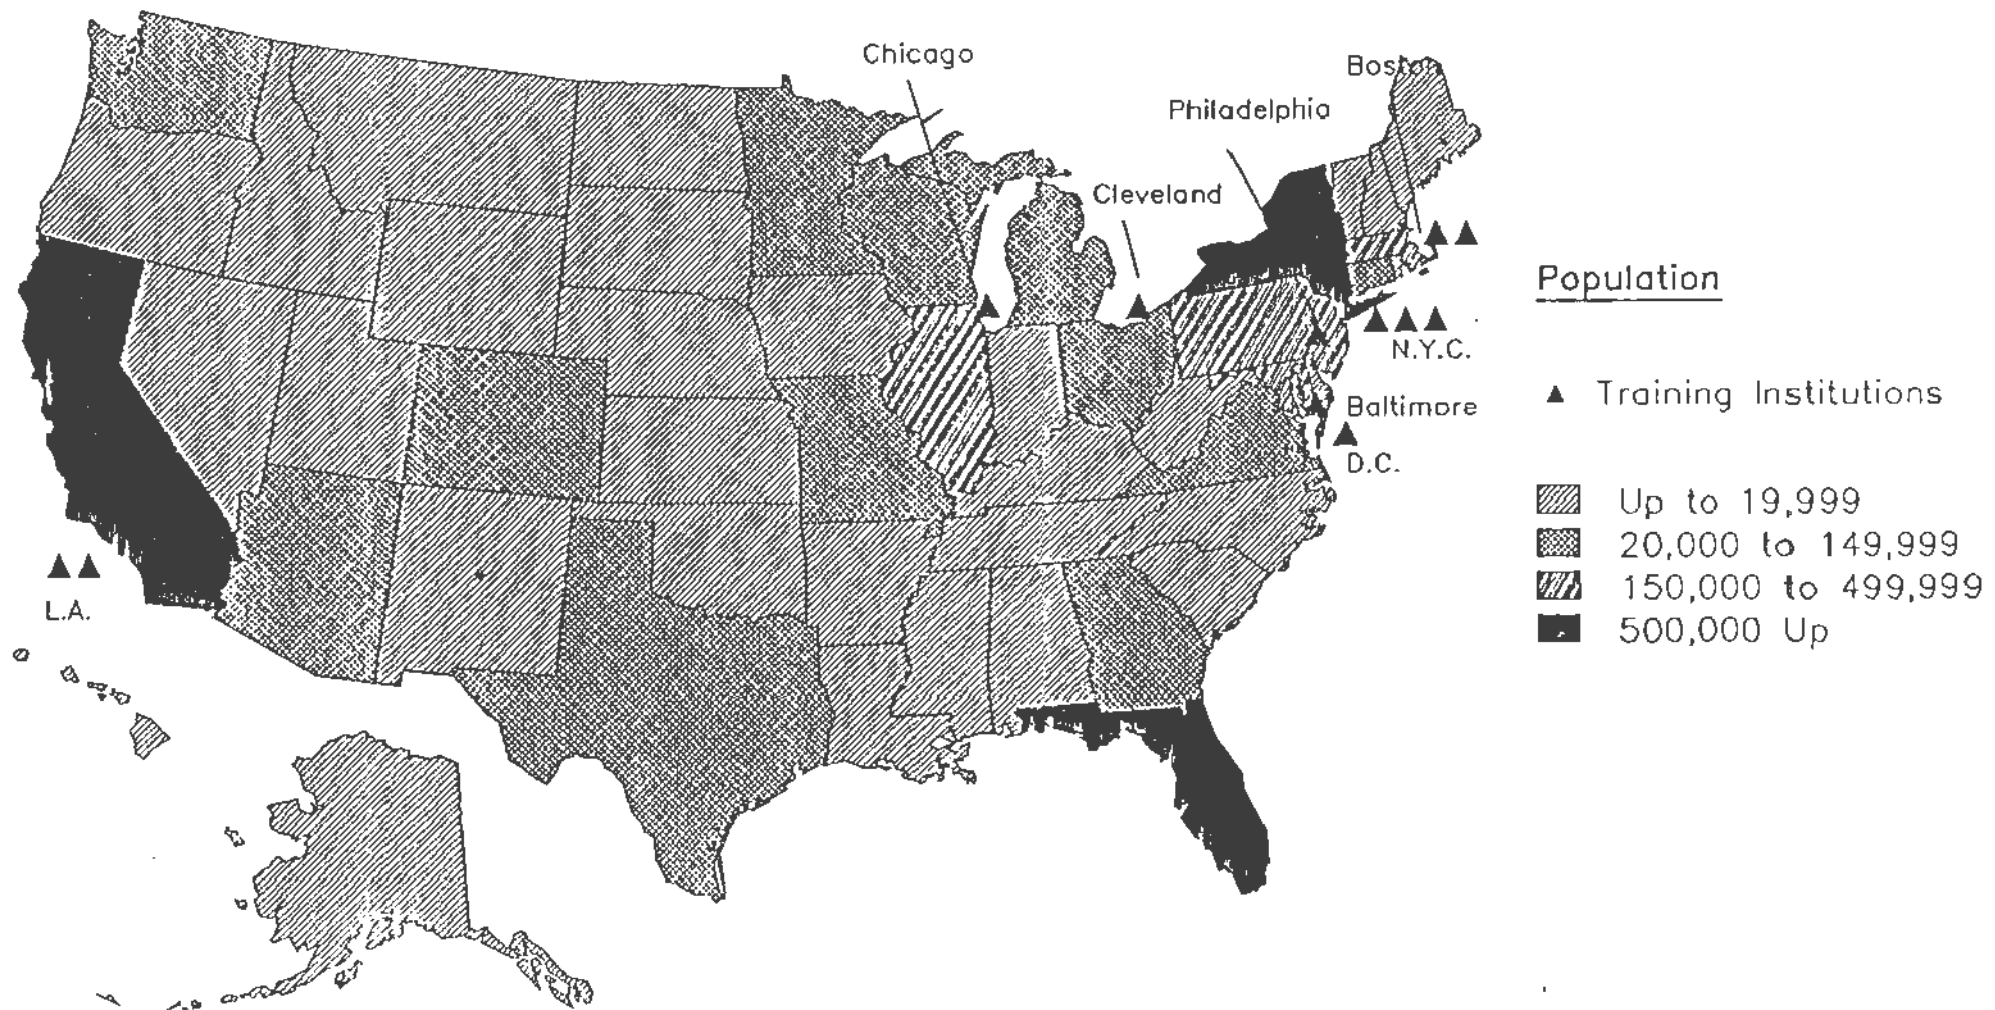 Chicago
Boston
Philadelphia
Cleveland
N.Y.C.
Baltimore
D.C.
L.A.
Population
Training Institutions
Up to 19,999
20,000 to 149,999
150,000 to 499,999
500,000 Up